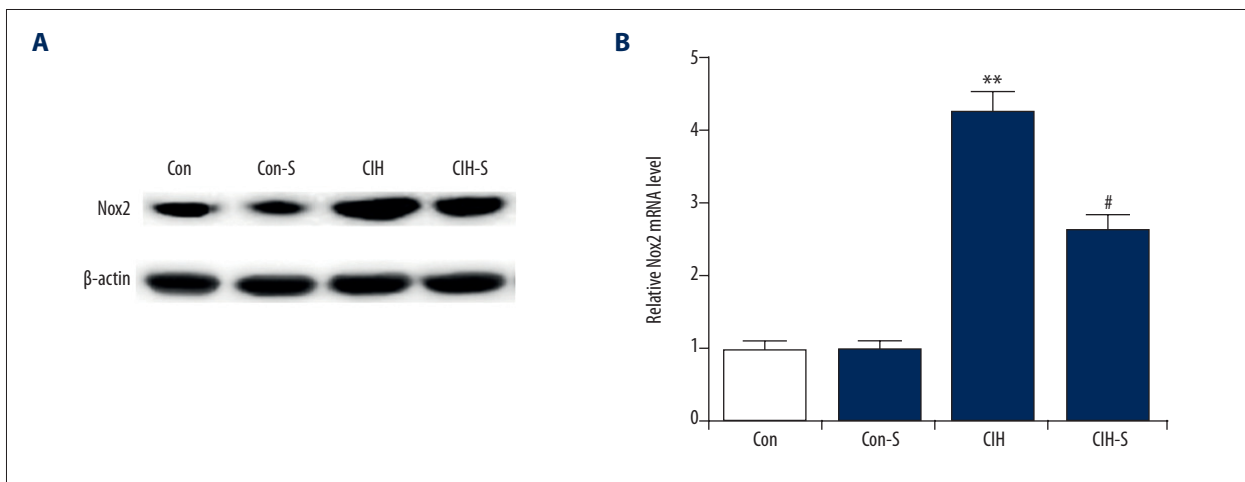 A
Con Con-S CIH CIH-S
Nox2
β-actin
B
Relative Nox2 mRNA level
5
4
3
2
1
0
**
#
Con Con-S CIH CIH-S